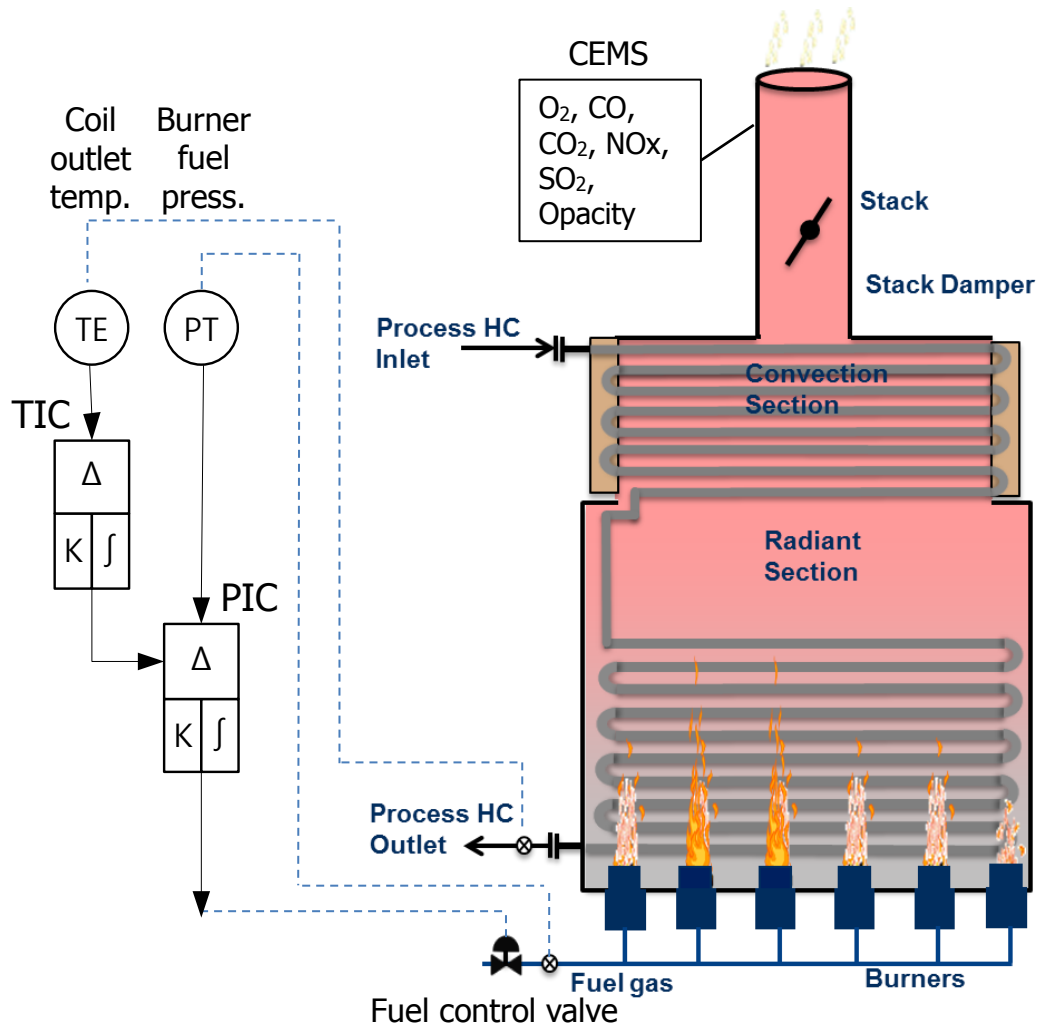 CEMS
O₂, CO,
CO₂, NOx,
SO₂,
Opacity
Coil
outlet
temp.
Burner
fuel
press.
Stack
Stack Damper
TE
PT
Process HC
Inlet
Convection
Section
TIC
Δ
K
∫
Radiant
Section
PIC
Δ
K
∫
Process HC
Outlet
Fuel gas
Burners
Fuel control valve